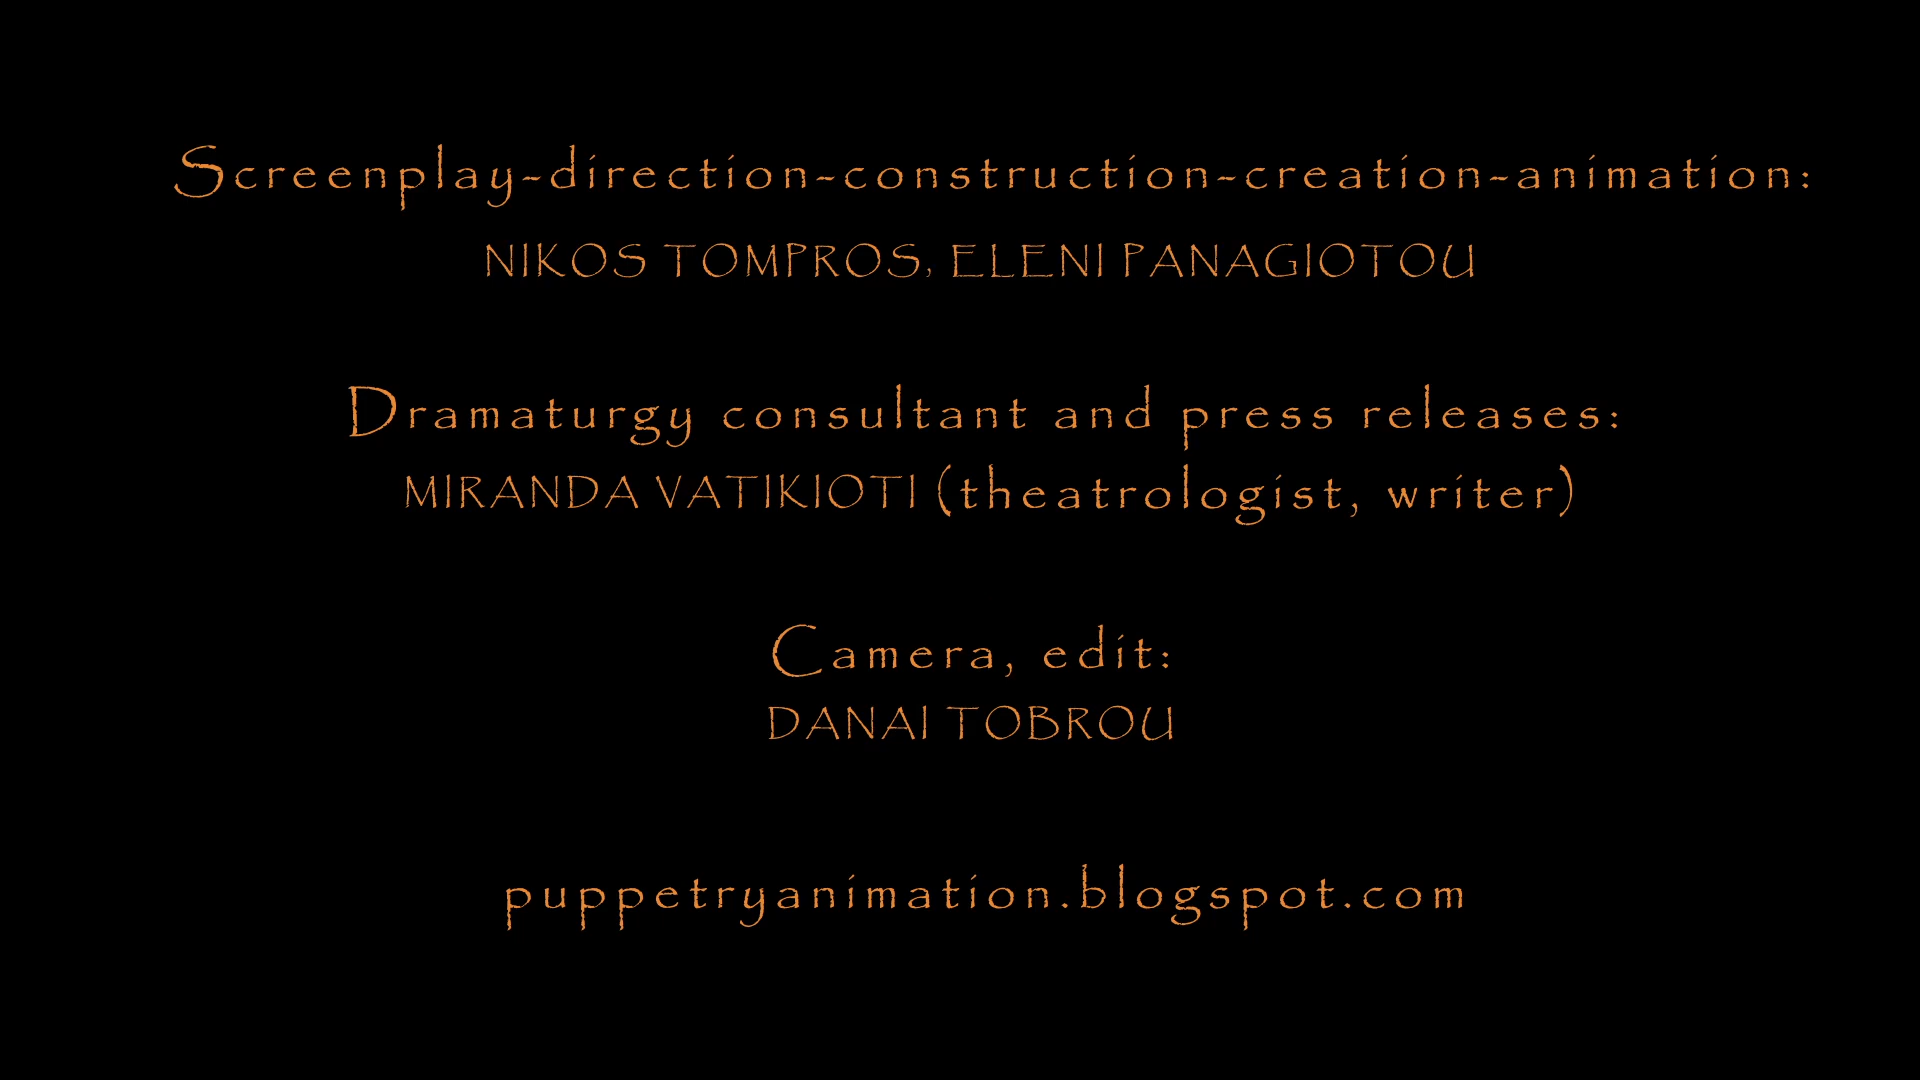 Screenplay-direction-construction-creation-animation:
NIKOS TOMPROS, ELENI PANAGIOTOU
Dramaturgy consultant and press releases:
MIRANDA VATIKIOTI (theatrologist, writer)
Camera, edit:
DANAI TOBROU
puppetryanimation.blogspot.com